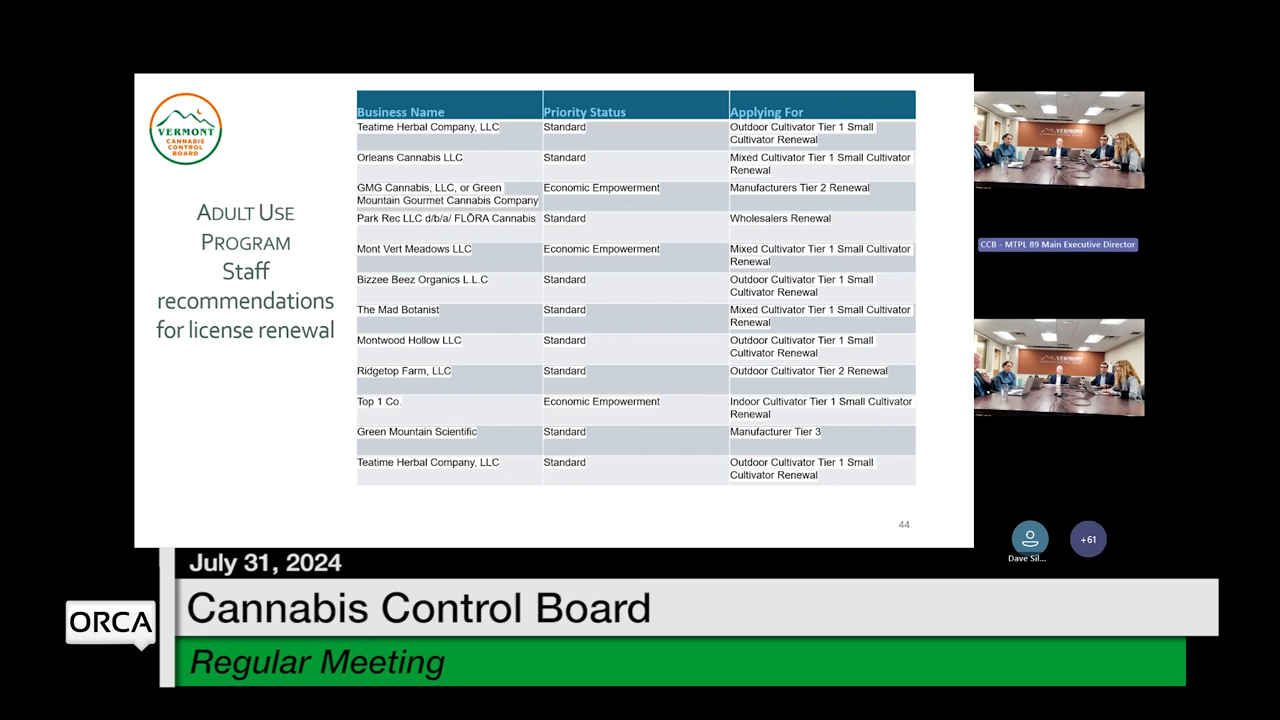 VERMONT
CANNABIS
CONTROL
BOARD
ADULT USE
PROGRAM
Staff
recommendations
for license renewal
Business Name Priority Status Applying For
Teatime Herbal Company, LLC Standard Outdoor Cultivator Tier 1 Small
Cultivator Renewal
Orleans Cannabis LLC Standard Mixed Cultivator Tier 1 Small Cultivator
Renewal
GMG Cannabis, LLC, or Green Economic Empowerment Manufacturers Tier 2 Renewal
Mountain Gourmet Cannabis Company
Park Rec LLC d/b/a/ FLŌRA Cannabis Standard Wholesalers Renewal
Mont Vert Meadows LLC Economic Empowerment Mixed Cultivator Tier 1 Small Cultivator
Renewal
Bizzee Beez Organics L.L.C Standard Outdoor Cultivator Tier 1 Small
Cultivator Renewal
The Mad Botanist Standard Mixed Cultivator Tier 1 Small Cultivator
Renewal
Montwood Hollow LLC Standard Outdoor Cultivator Tier 1 Small
Cultivator Renewal
Ridgetop Farm, LLC Standard Outdoor Cultivator Tier 2 Renewal
Top 1 Co. Economic Empowerment Indoor Cultivator Tier 1 Small Cultivator
Renewal
Green Mountain Scientific Standard Manufacturer Tier 3
Teatime Herbal Company, LLC Standard Outdoor Cultivator Tier 1 Small
Cultivator Renewal
44
VERMONT
CCB - MTPL 89 Main Executive Director
VERMONT
+61
Dave Sil...
July 31, 2024
ORCA
Cannabis Control Board
Regular Meeting